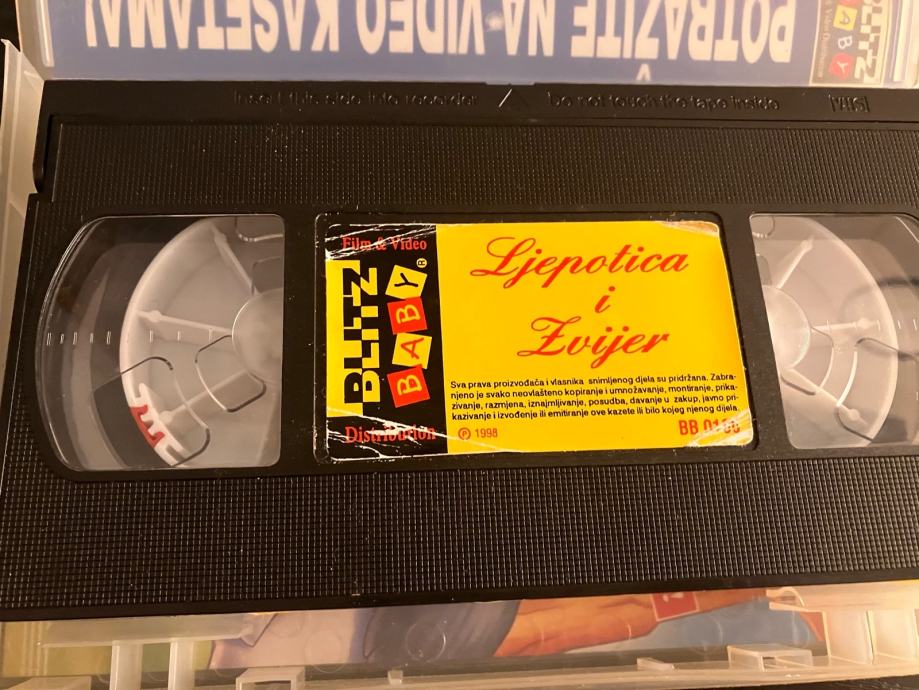 POTRAŽITE NA VIDEO KASETAMA!
BLITZ
BABY
Insert this side into recorder △ Do not touch the tape inside VHS
Film & Video
BLITZ
BABY®
Distribution
Ljepotica
i
Zvijer
Sva prava proizvođača i vlasnika snimljenog djela su pridržana. Zabra-
njeno je svako neovlašteno kopiranje i umnožavanje, montiranje, prika-
zivanje, razmjena, iznajmljivanje, posudba, davanje u zakup, javno pri-
kazivanje i izvođenje ili emitiranje ove kazete ili bilo kojeg njenog dijela.
℗ 1998